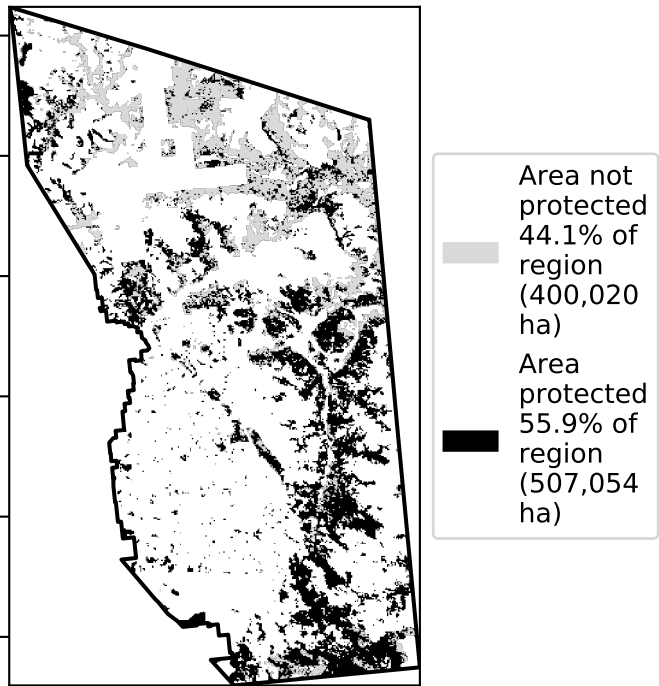 Area not
protected
44.1% of
region
(400,020
ha)
Area
protected
55.9% of
region
(507,054
ha)